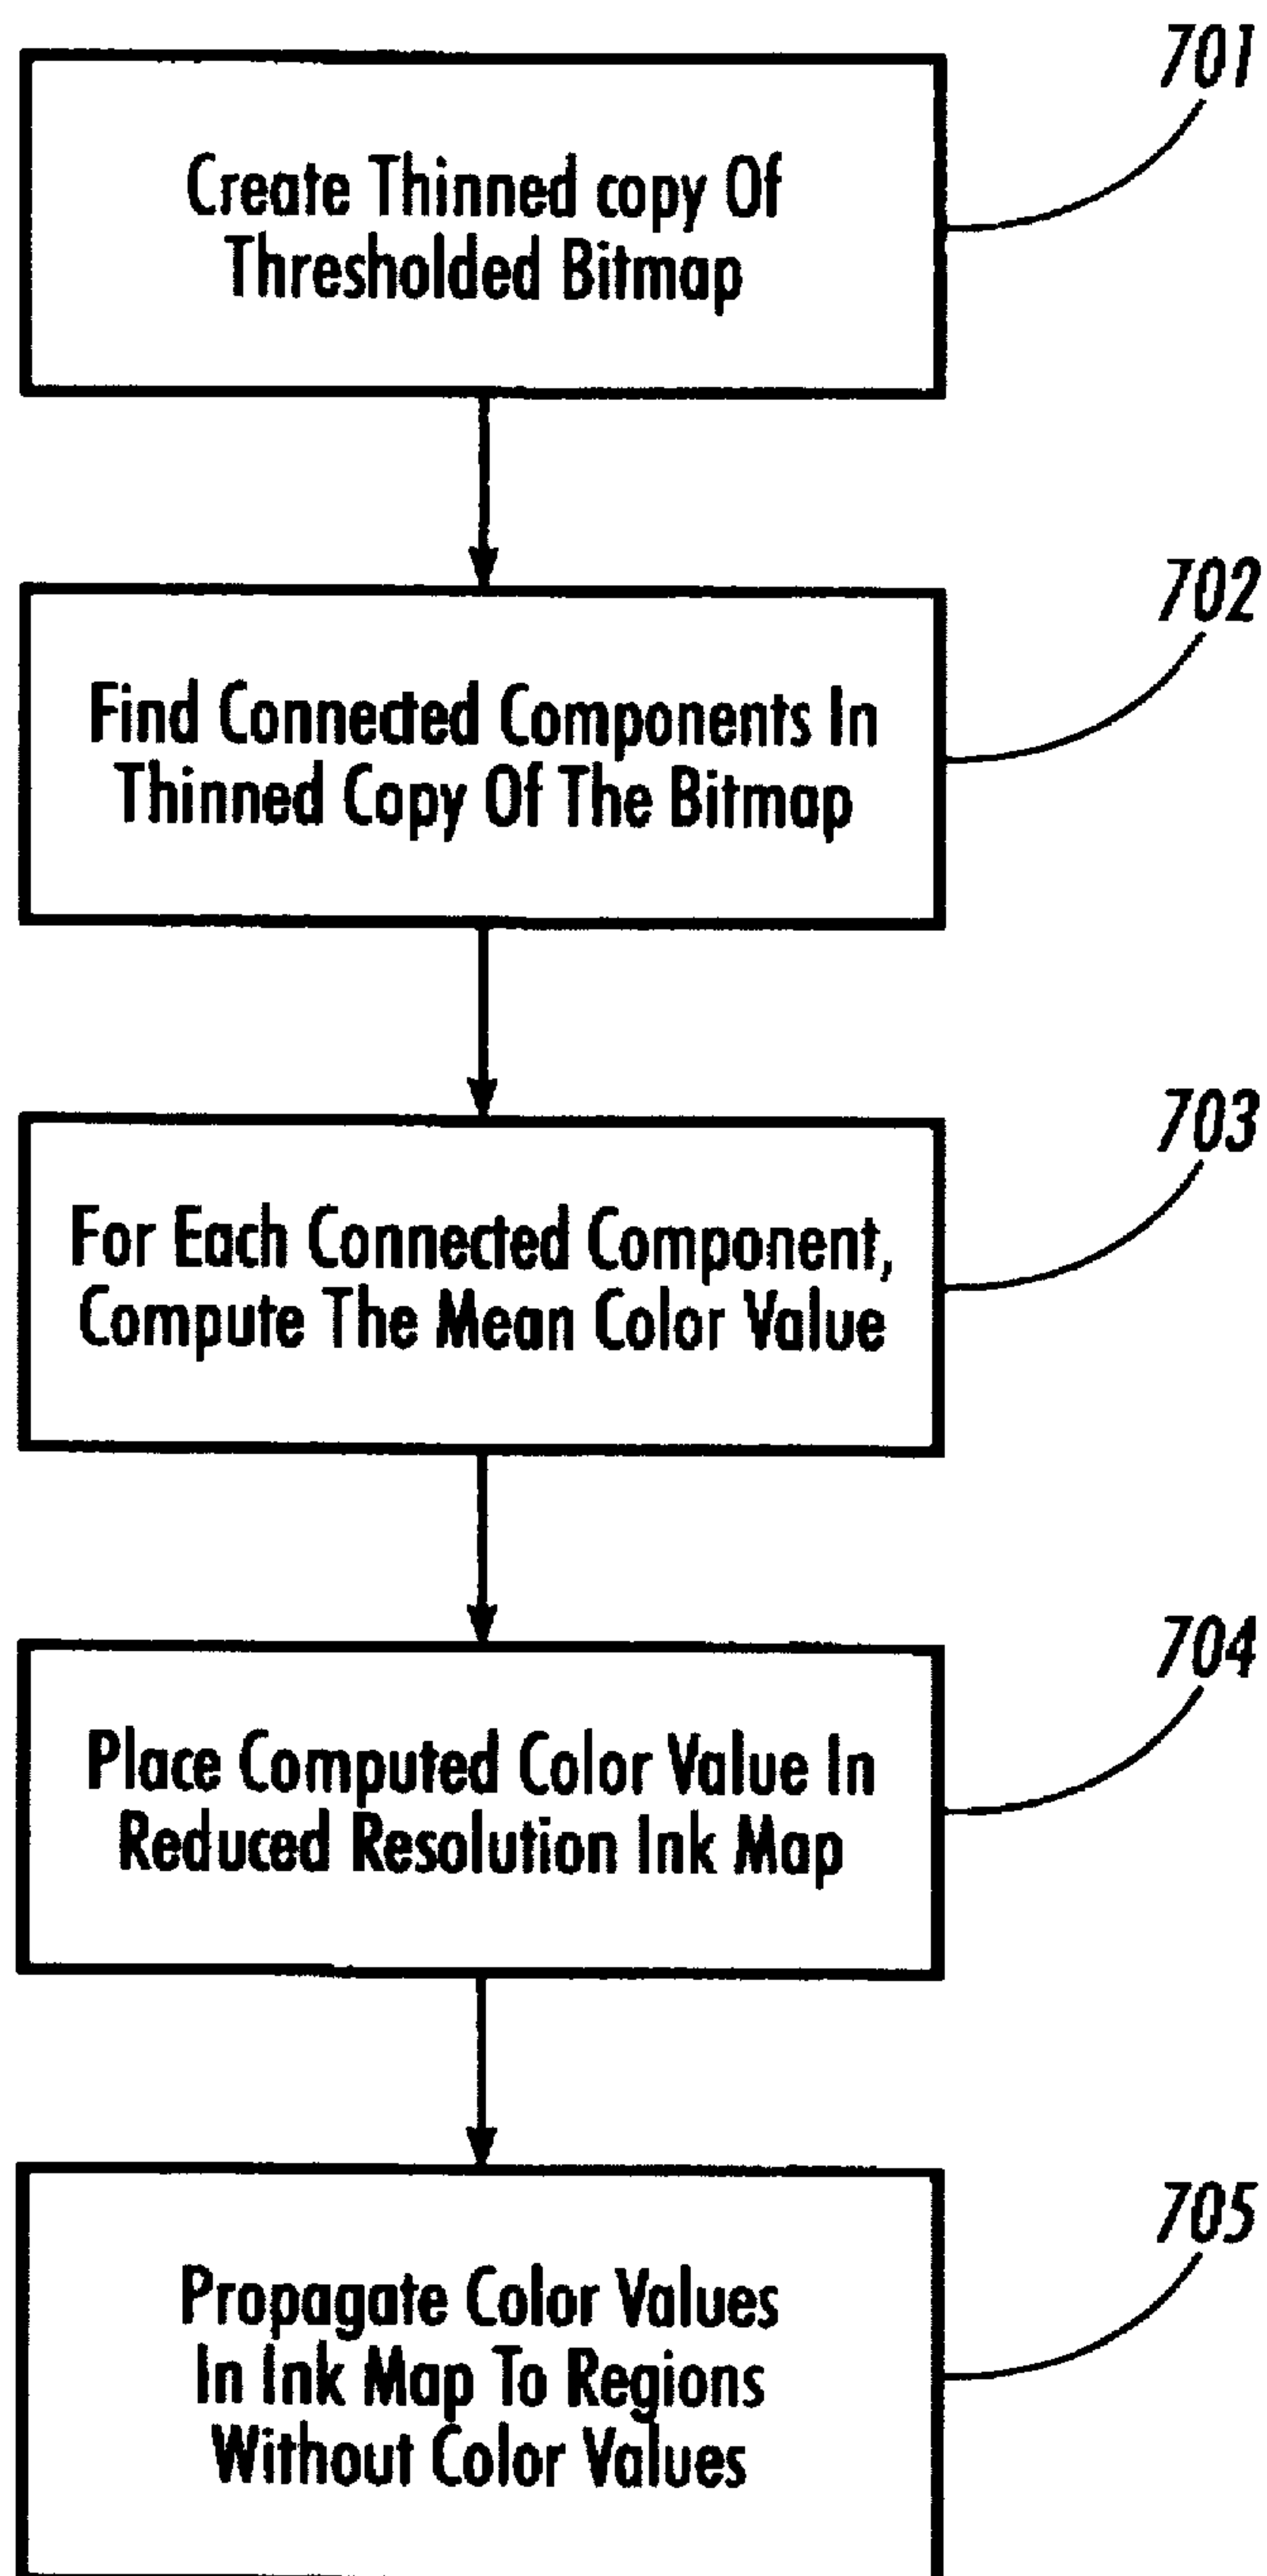 701
Create Thinned copy Of
Thresholded Bitmap
702
Find Connected Components In
Thinned Copy Of The Bitmap
703
For Each Connected Component,
Compute The Mean Color Value
704
Place Computed Color Value In
Reduced Resolution Ink Map
705
Propagate Color Values
In Ink Map To Regions
Without Color Values